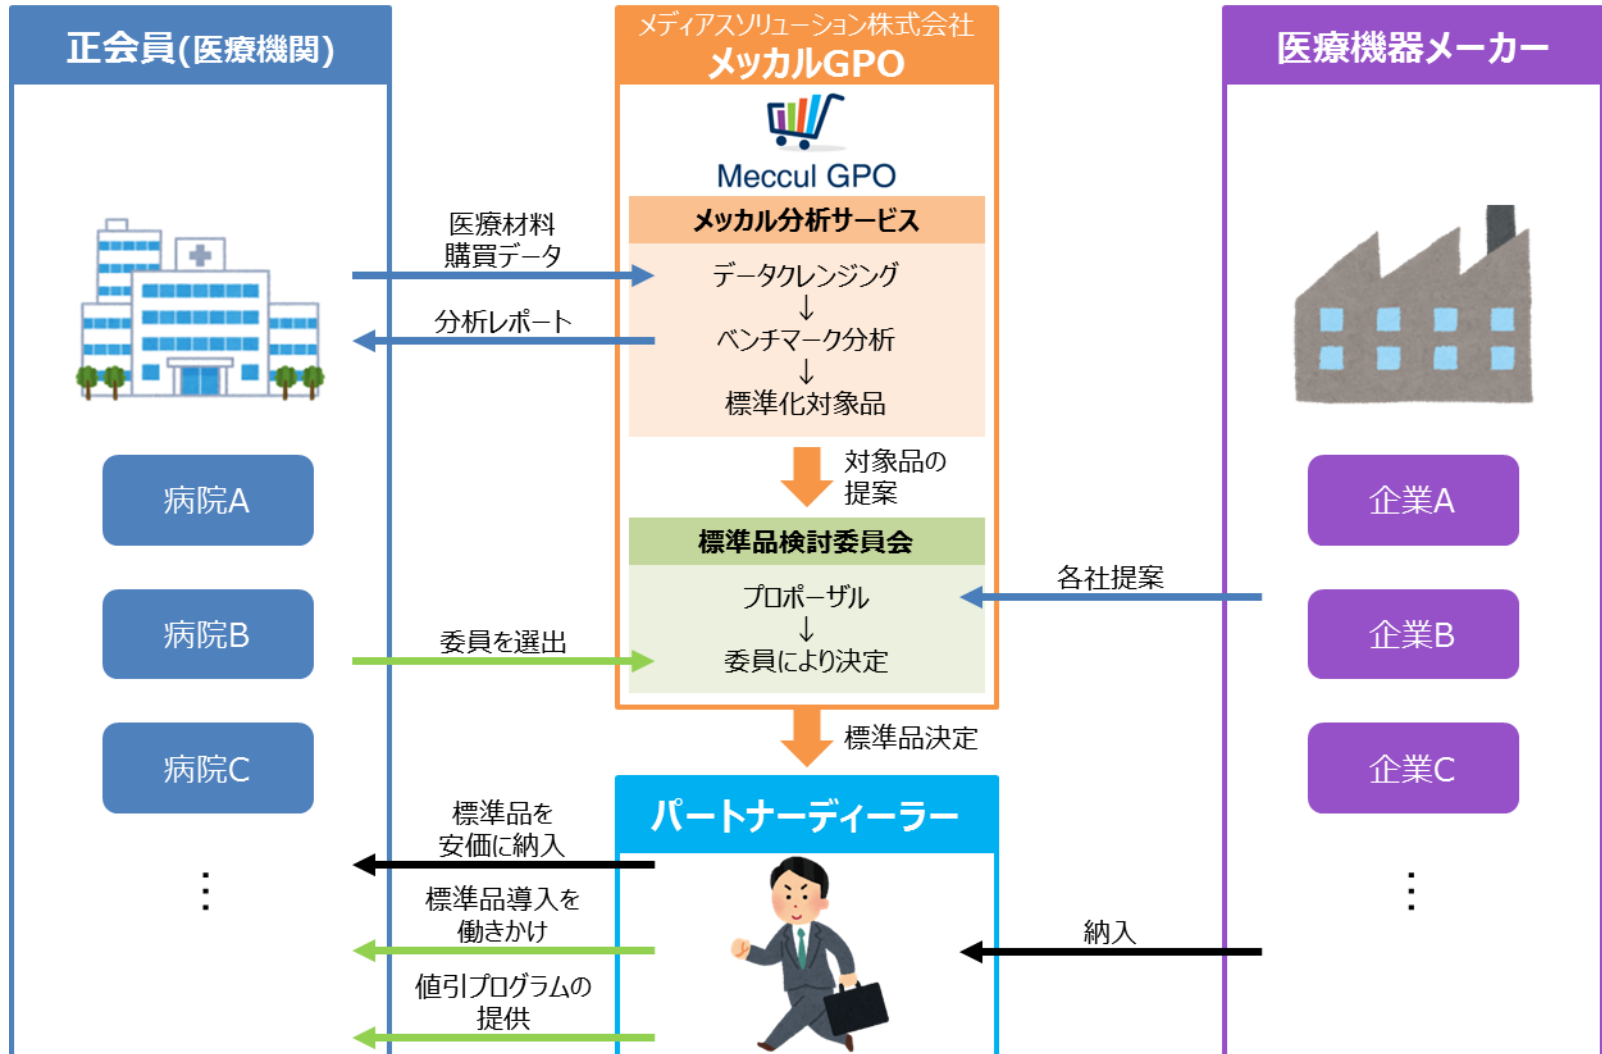 正会員(医療機関)
病院A
病院B
病院C
⋮
医療材料
購買データ
分析レポート
委員を選出
標準品を
安価に納入
標準品導入を
働きかけ
値引プログラムの
提供
メディアスソリューション株式会社
メッカルGPO
Meccul GPO
メッカル分析サービス
データクレンジング
↓
ベンチマーク分析
↓
標準化対象品
対象品の
提案
標準品検討委員会
プロポーザル
↓
委員により決定
標準品決定
パートナーディーラー
各社提案
納入
医療機器メーカー
企業A
企業B
企業C
⋮